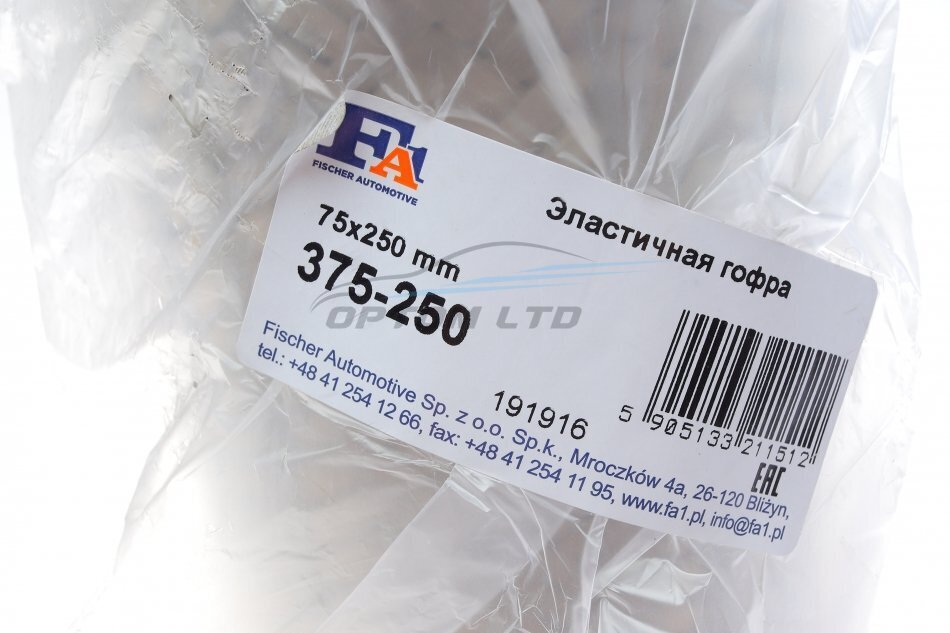 FA1
FISCHER AUTOMOTIVE
Эластичная гофра
75x250 mm
375-250
OPTOM LTD
191916
5 905133 211512
EAC
Fischer Automotive Sp. z o.o. Sp.k., Mroczków 4a, 26-120 Bliżyn,
tel.: +48 41 254 12 66, fax: +48 41 254 11 95, www.fa1.pl, info@fa1.pl